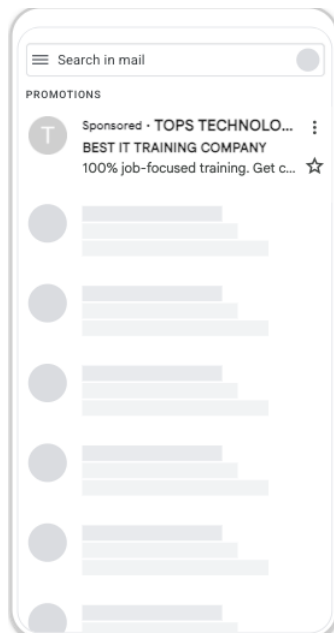 Search in mail
PROMOTIONS
T
Sponsored · TOPS TECHNOLO...
BEST IT TRAINING COMPANY
100% job-focused training. Get c...